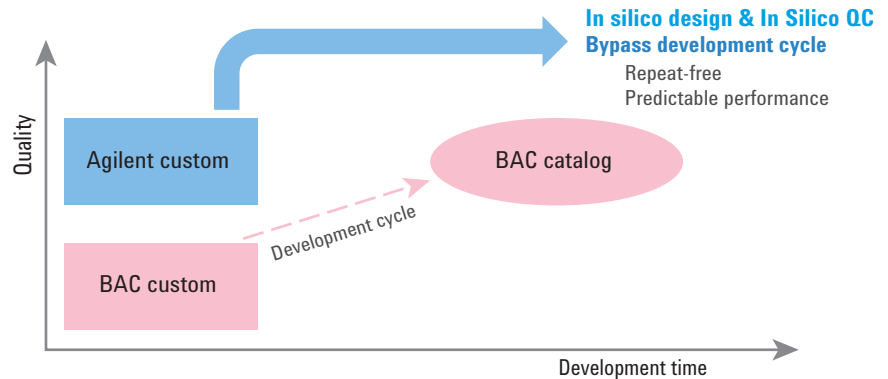 In silico design & In Silico QC
Bypass development cycle
Repeat-free
Predictable performance
Quality
Agilent custom
BAC catalog
Development cycle
BAC custom
Development time